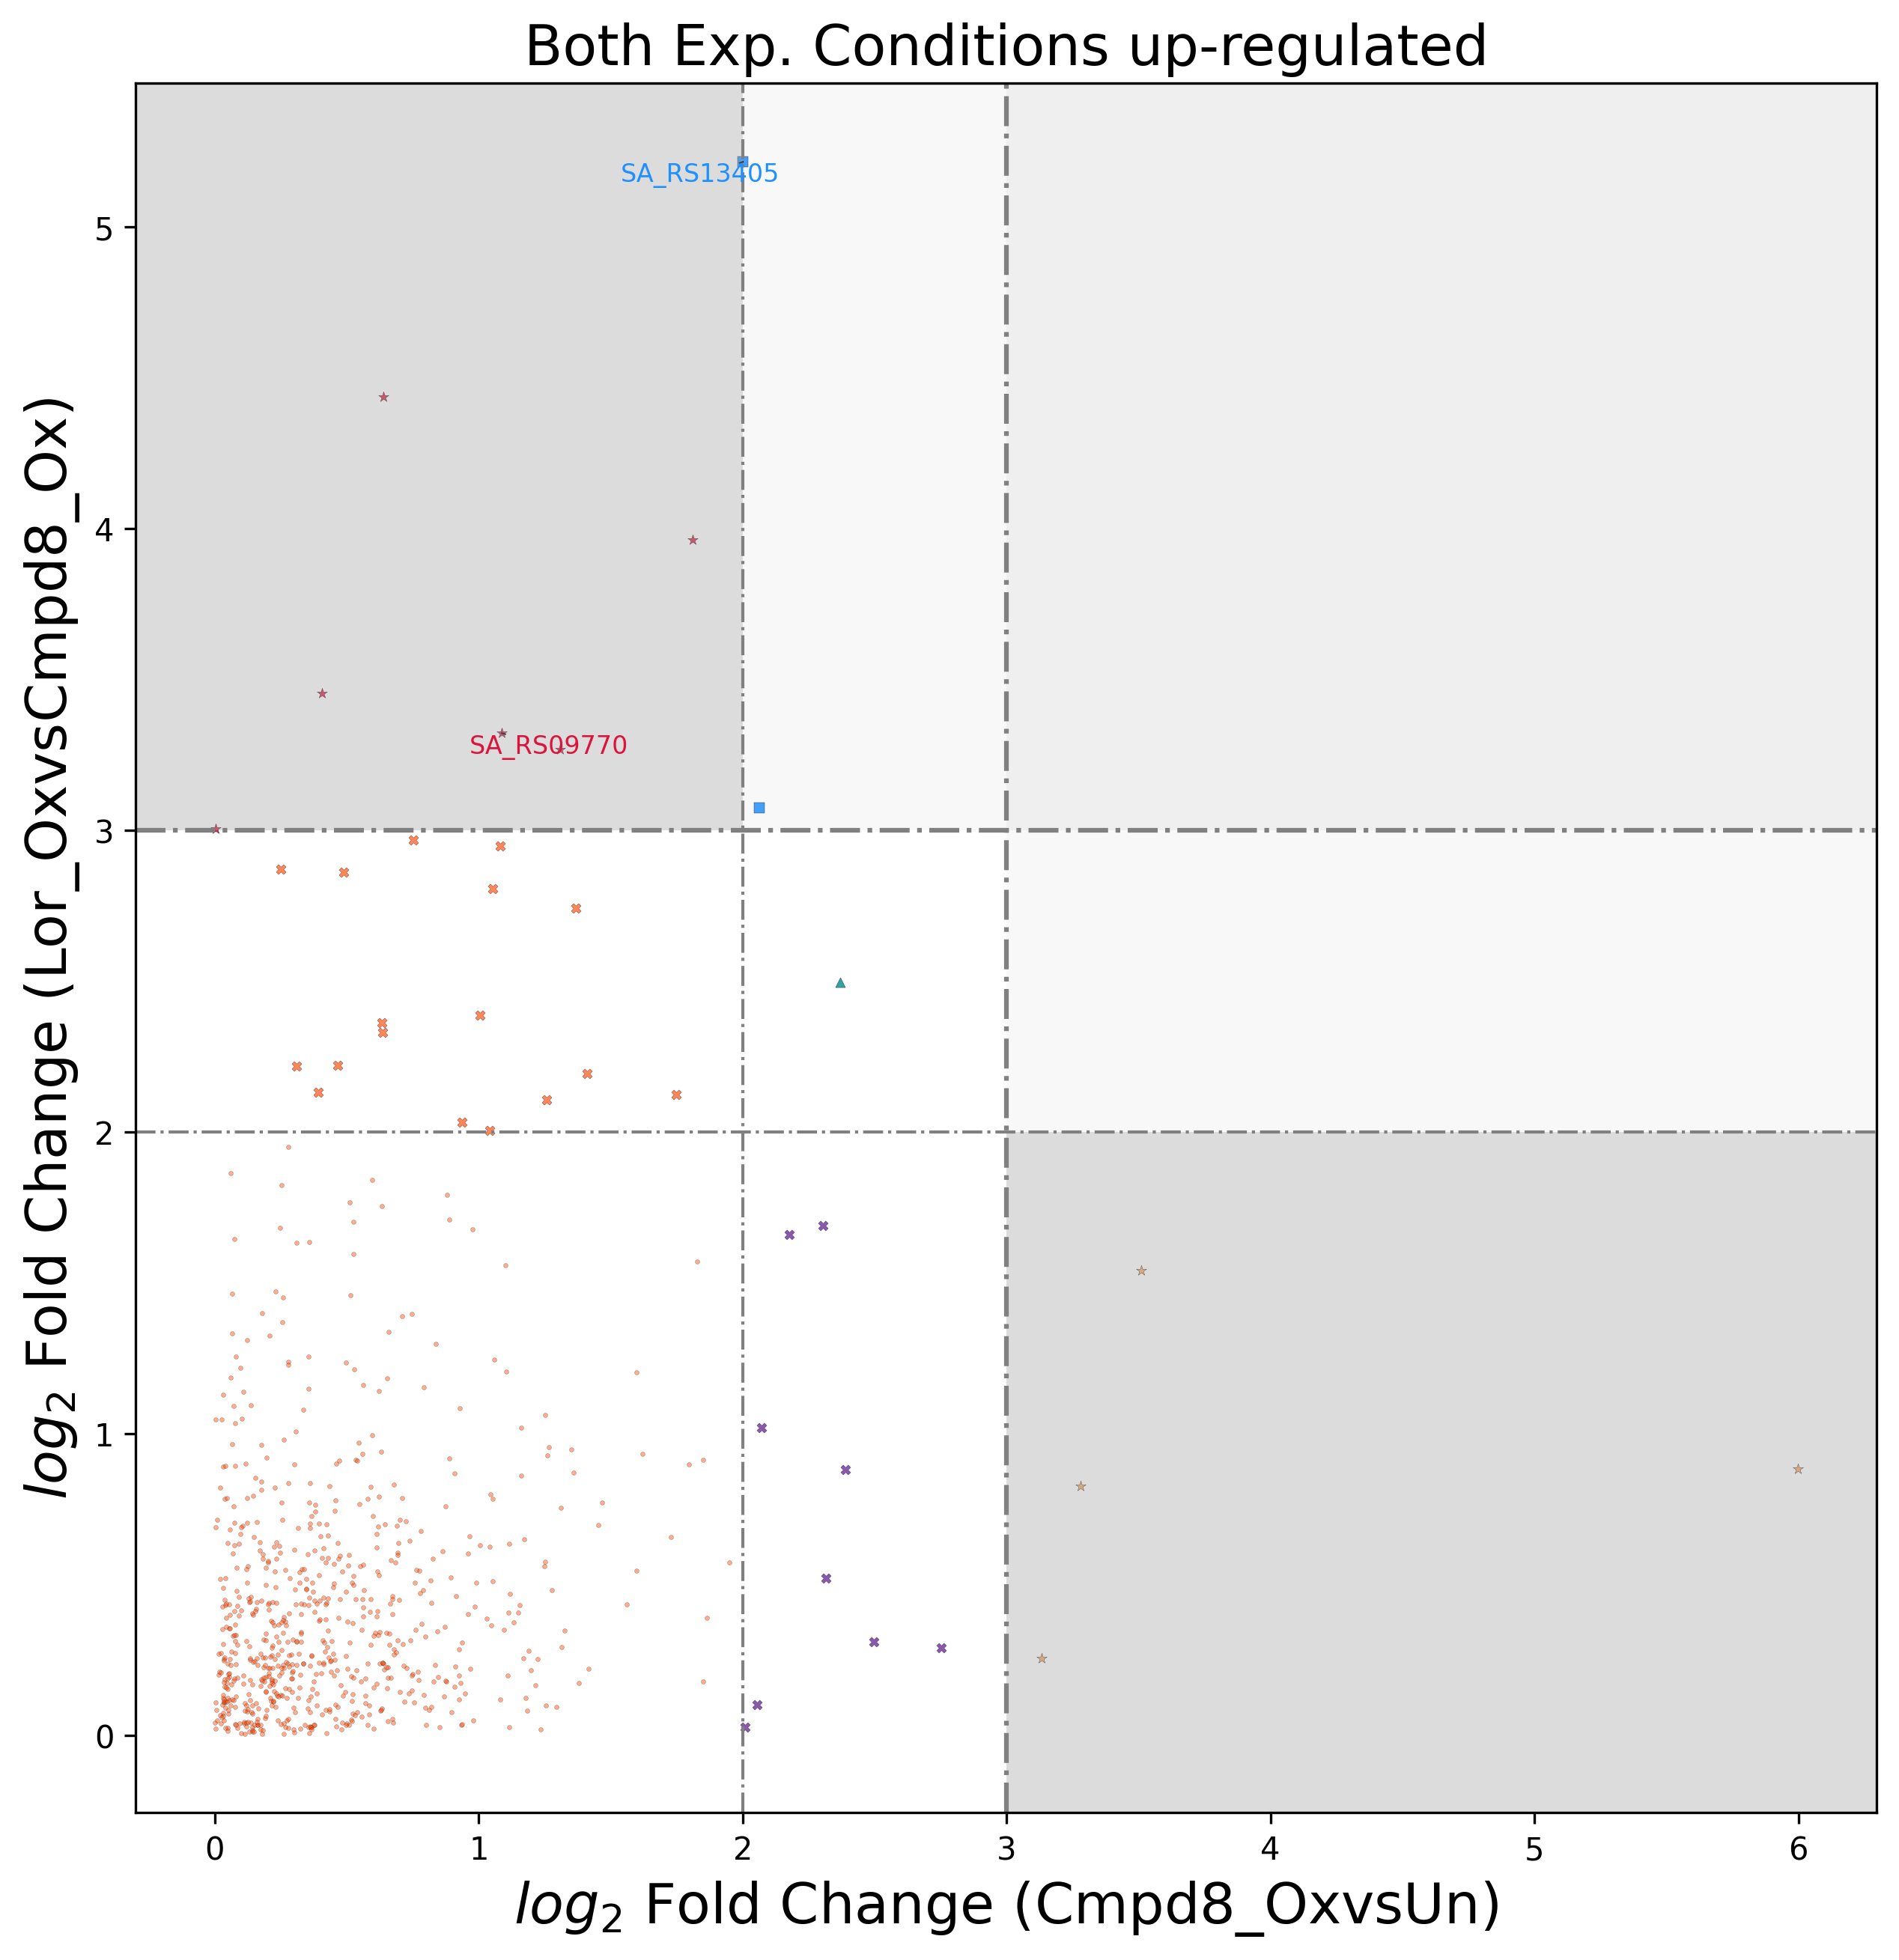 Both Exp. Conditions up-regulated
log2 Fold Change (Lor_OxvsCmpd8_Ox)
5
4
3
2
1
0
SA_RS13405
SA_RS09770
0 1 2 3 4 5 6
log2 Fold Change (Cmpd8_OxvsUn)